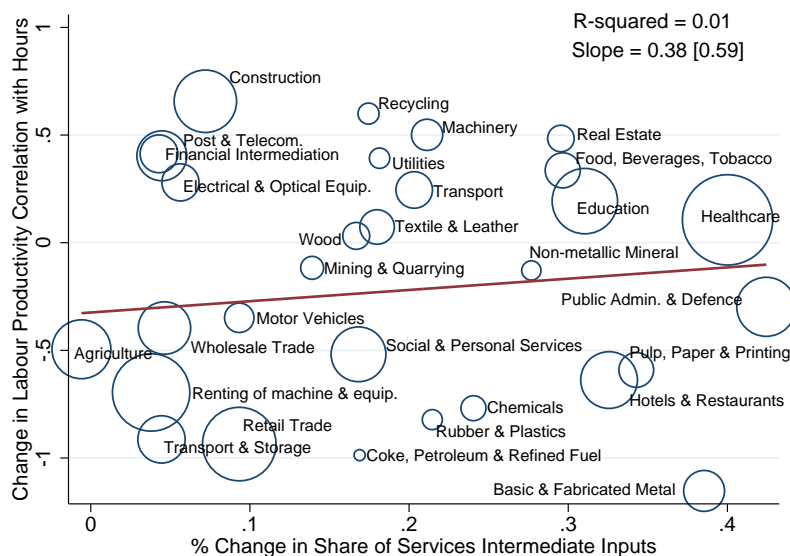 R-squared = 0.01
Slope = 0.38 [0.59]
Change in Labour Productivity Correlation with Hours
1
.5
0
-.5
-1
Construction
Recycling
Machinery
Real Estate
Post & Telecom.
Financial Intermediation
Utilities
Food, Beverages, Tobacco
Electrical & Optical Equip.
Transport
Education
Healthcare
Textile & Leather
Wood
Non-metallic Mineral
Mining & Quarrying
Public Admin. & Defence
Motor Vehicles
Wholesale Trade
Social & Personal Services
Agriculture
Pulp, Paper & Printing
Renting of machine & equip.
Hotels & Restaurants
Chemicals
Retail Trade
Rubber & Plastics
Transport & Storage
Coke, Petroleum & Refined Fuel
Basic & Fabricated Metal
0 .1 .2 .3 .4
% Change in Share of Services Intermediate Inputs